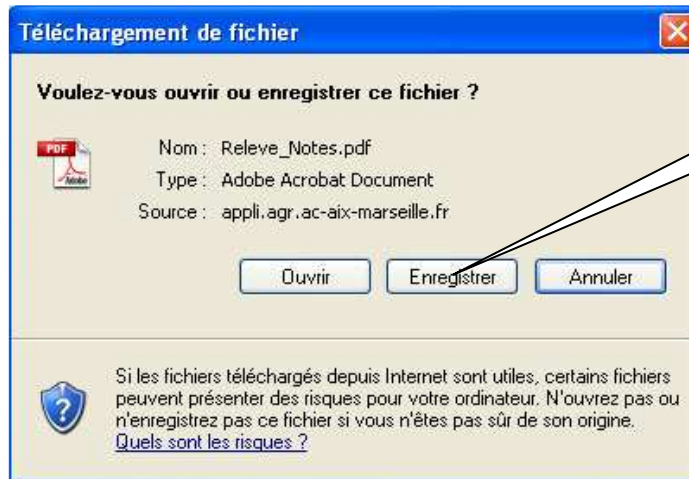 Téléchargement de fichier
Voulez-vous ouvrir ou enregistrer ce fichier ?
PDF
Adobe
Nom : Releve_Notes.pdf
Type : Adobe Acrobat Document
Source : appli.agr.ac-aix-marseille.fr
Ouvrir Enregistrer Annuler
Si les fichiers téléchargés depuis Internet sont utiles, certains fichiers
peuvent présenter des risques pour votre ordinateur. N'ouvrez pas ou
n'enregistrez pas ce fichier si vous n'êtes pas sûr de son origine.
Quels sont les risques ?